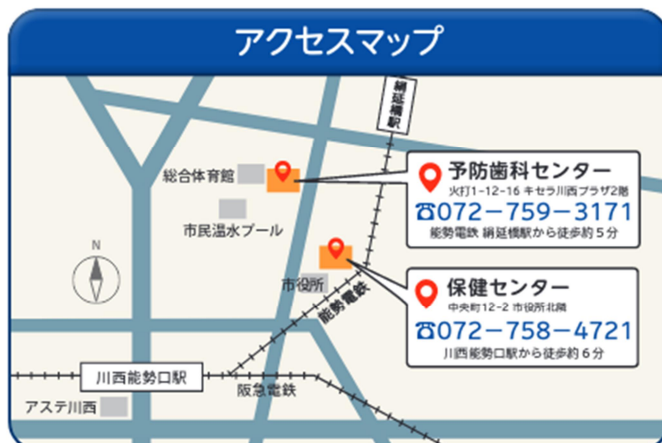 アクセスマップ
絹延橋駅
総合体育館
予防歯科センター
火打1-12-16 キセラ川西プラザ2階
☎072-759-3171
能勢電鉄 絹延橋駅から徒歩約5分
市民温水プール
N
市役所
保健センター
中央町12-2 市役所北隣
☎072-758-4721
川西能勢口駅から徒歩約6分
能勢電鉄
川西能勢口駅
阪急電鉄
アステ川西